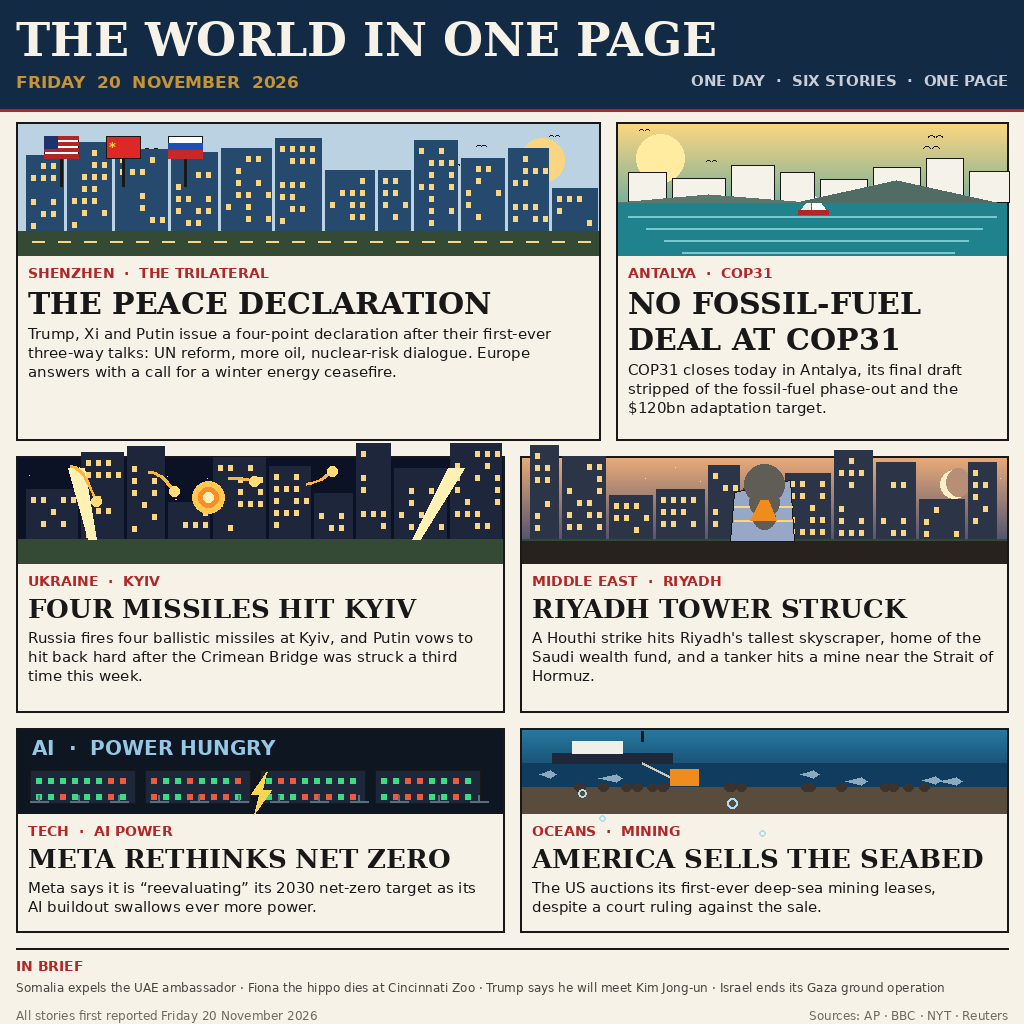 THE WORLD IN ONE PAGE
FRIDAY 20 NOVEMBER 2026
ONE DAY · SIX STORIES · ONE PAGE
SHENZHEN · THE TRILATERAL
THE PEACE DECLARATION
Trump, Xi and Putin issue a four-point declaration after their first-ever
three-way talks: UN reform, more oil, nuclear-risk dialogue. Europe
answers with a call for a winter energy ceasefire.
ANTALYA · COP31
NO FOSSIL-FUEL
DEAL AT COP31
COP31 closes today in Antalya, its final draft
stripped of the fossil-fuel phase-out and the
$120bn adaptation target.
UKRAINE · KYIV
FOUR MISSILES HIT KYIV
Russia fires four ballistic missiles at Kyiv, and Putin vows to
hit back hard after the Crimean Bridge was struck a third
time this week.
MIDDLE EAST · RIYADH
RIYADH TOWER STRUCK
A Houthi strike hits Riyadh's tallest skyscraper, home of the
Saudi wealth fund, and a tanker hits a mine near the Strait of
Hormuz.
AI · POWER HUNGRY
TECH · AI POWER
META RETHINKS NET ZERO
Meta says it is “reevaluating” its 2030 net-zero target as its
AI buildout swallows ever more power.
OCEANS · MINING
AMERICA SELLS THE SEABED
The US auctions its first-ever deep-sea mining leases,
despite a court ruling against the sale.
IN BRIEF
Somalia expels the UAE ambassador · Fiona the hippo dies at Cincinnati Zoo · Trump says he will meet Kim Jong-un · Israel ends its Gaza ground operation
All stories first reported Friday 20 November 2026
Sources: AP · BBC · NYT · Reuters